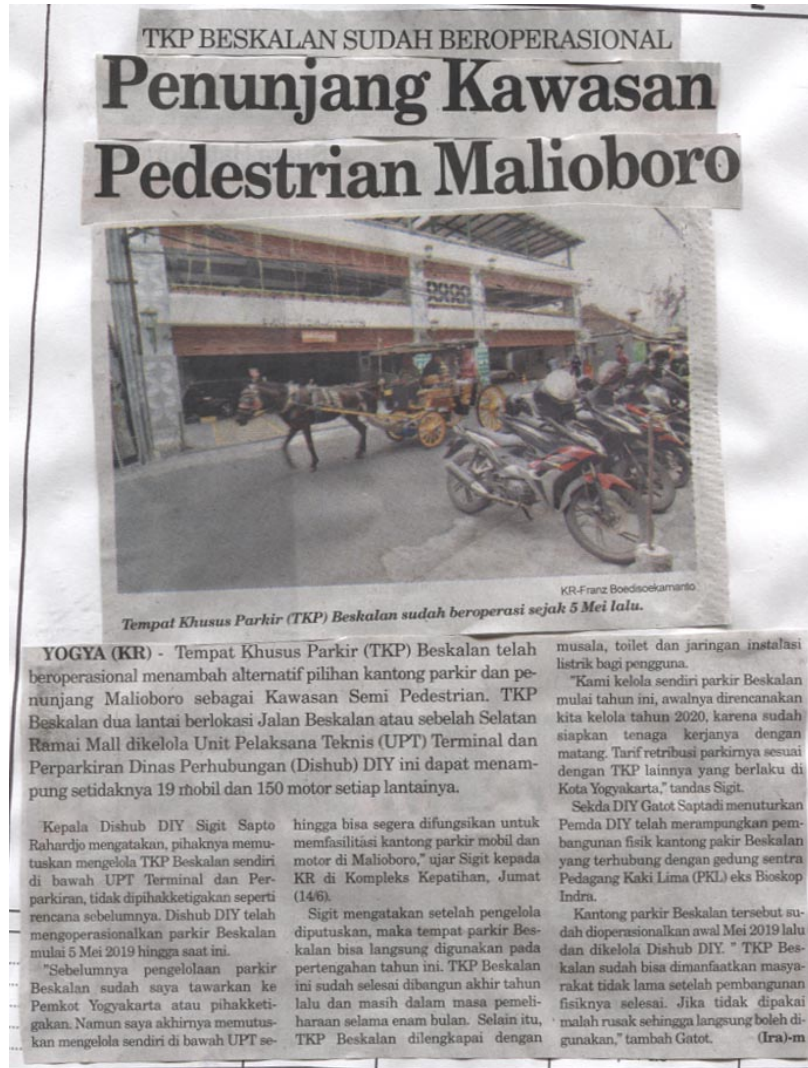 TKP BESKALAN SUDAH BEROPERASIONAL
Penunjang Kawasan
Pedestrian Malioboro
KR-Franz Boedisoekamanto
Tempat Khusus Parkir (TKP) Beskalan sudah beroperasi sejak 5 Mei lalu.
YOGYA (KR) - Tempat Khusus Parkir (TKP) Beskalan telah
beroperasional menambah alternatif pilihan kantong parkir dan pe-
nunjang Malioboro sebagai Kawasan Semi Pedestrian. TKP
Beskalan dua lantai berlokasi Jalan Beskalan atau sebelah Selatan
Ramai Mall dikelola Unit Pelaksana Teknis (UPT) Terminal dan
Perparkiran Dinas Perhubungan (Dishub) DIY ini dapat menam-
pung setidaknya 19 mobil dan 150 motor setiap lantainya.
Kepala Dishub DIY Sigit Sapto
Rahardjo mengatakan, pihaknya memu-
tuskan mengelola TKP Beskalan sendiri
di bawah UPT Terminal dan Per-
parkiran, tidak dipihakketigakan seperti
rencana sebelumnya. Dishub DIY telah
mengoperasionalkan parkir Beskalan
mulai 5 Mei 2019 hingga saat ini.
"Sebelumnya pengelolaan parkir
Beskalan sudah saya tawarkan ke
Pemkot Yogyakarta atau pihakketi-
gakan. Namun saya akhirnya memutus-
kan mengelola sendiri di bawah UPT se-
hingga bisa segera difungsikan untuk
memfasilitasi kantong parkir mobil dan
motor di Malioboro," ujar Sigit kepada
KR di Kompleks Kepatihan, Jumat
(14/6).
Sigit mengatakan setelah pengelola
diputuskan, maka tempat parkir Bes-
kalan bisa langsung digunakan pada
pertengahan tahun ini. TKP Beskalan
ini sudah selesai dibangun akhir tahun
lalu dan masih dalam masa pemeli-
haraan selama enam bulan. Selain itu,
TKP Beskalan dilengkapi dengan
musala, toilet dan jaringan instalasi
listrik bagi pengguna.
"Kami kelola sendiri parkir Beskalan
mulai tahun ini, awalnya direncanakan
kita kelola tahun 2020, karena sudah
siapkan tenaga kerjanya dengan
matang. Tarif retribusi parkirnya sesuai
dengan TKP lainnya yang berlaku di
Kota Yogyakarta," tandas Sigit.
Sekda DIY Gatot Saptadi menuturkan
Pemda DIY telah merampungkan pem-
bangunan fisik kantong pakir Beskalan
yang terhubung dengan gedung sentra
Pedagang Kaki Lima (PKL) eks Bioskop
Indra.
Kantong parkir Beskalan tersebut su-
dah dioperasionalkan awal Mei 2019 lalu
dan dikelola Dishub DIY. " TKP Bes-
kalan sudah bisa dimanfaatkan masya-
rakat tidak lama setelah pembangunan
fisiknya selesai. Jika tidak dipakai
malah rusak sehingga langsung boleh di-
gunakan," tambah Gatot. (Ira)-m